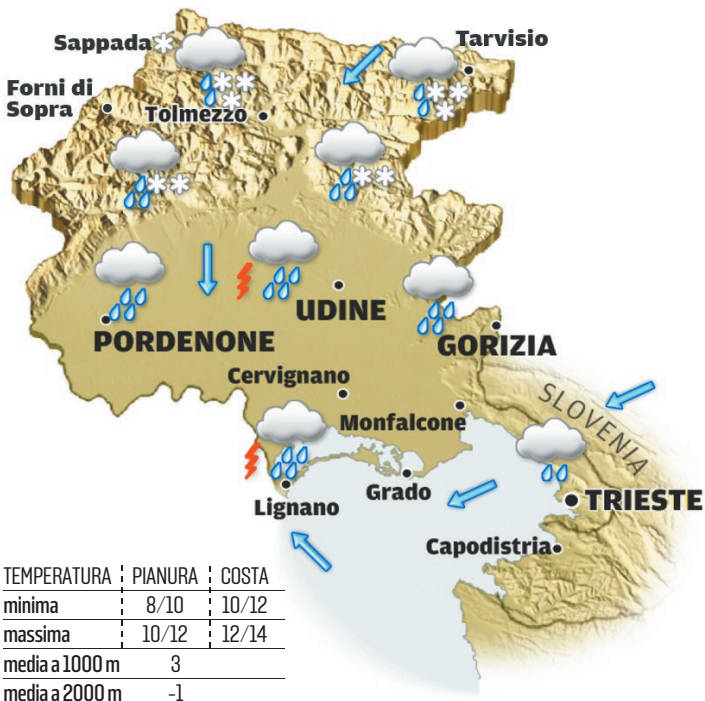 Sappada
Tarvisio
Forni di
Sopra
Tolmezzo
UDINE
PORDENONE
GORIZIA
Cervignano
SLOVENIA
Monfalcone
Grado
TRIESTE
Lignano
Capodistria
TEMPERATURA PIANURA COSTA
minima 8/10 10/12
massima 10/12 12/14
media a 1000 m 3
media a 2000 m -1